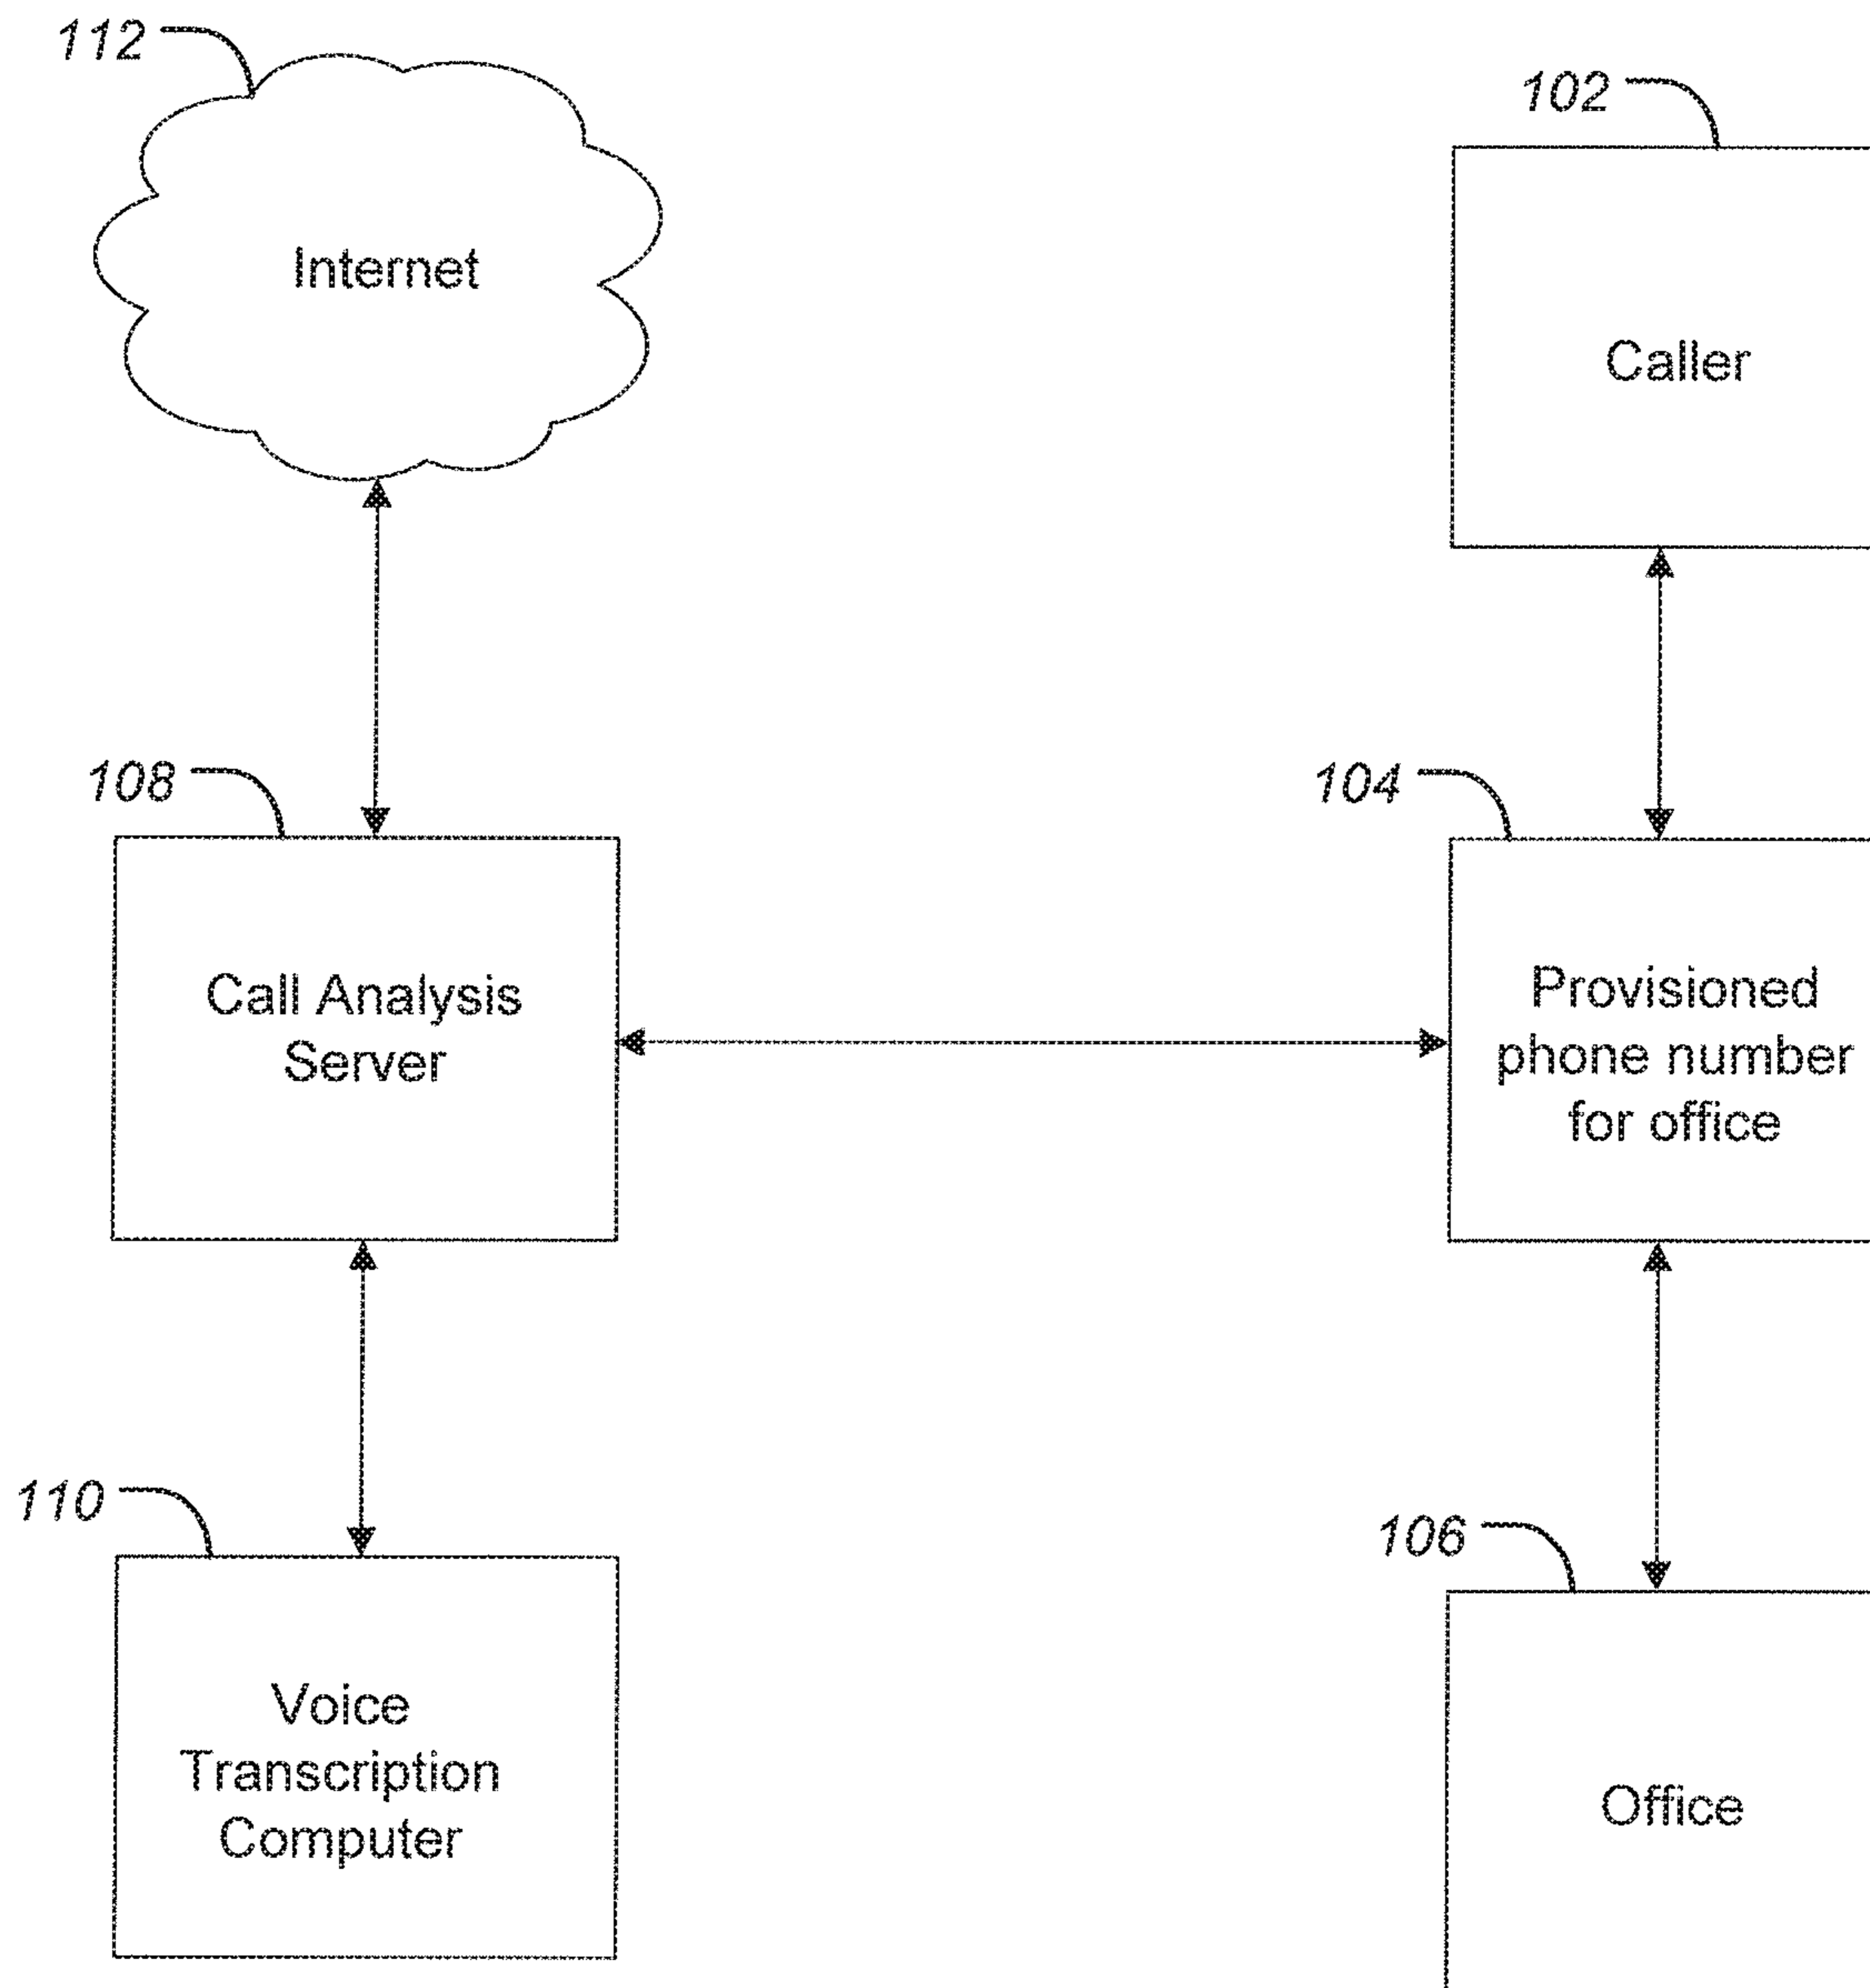 112
Internet
102
Caller
108
Call Analysis
Server
104
Provisioned
phone number
for office
110
Voice
Transcription
Computer
106
Office